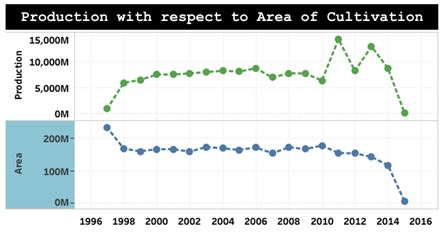 Production with respect to Area of Cultivation
Production
15,000M
10,000M
5,000M
0M
Area
200M
100M
0M
1996 1998 2000 2002 2004 2006 2008 2010 2012 2014 2016